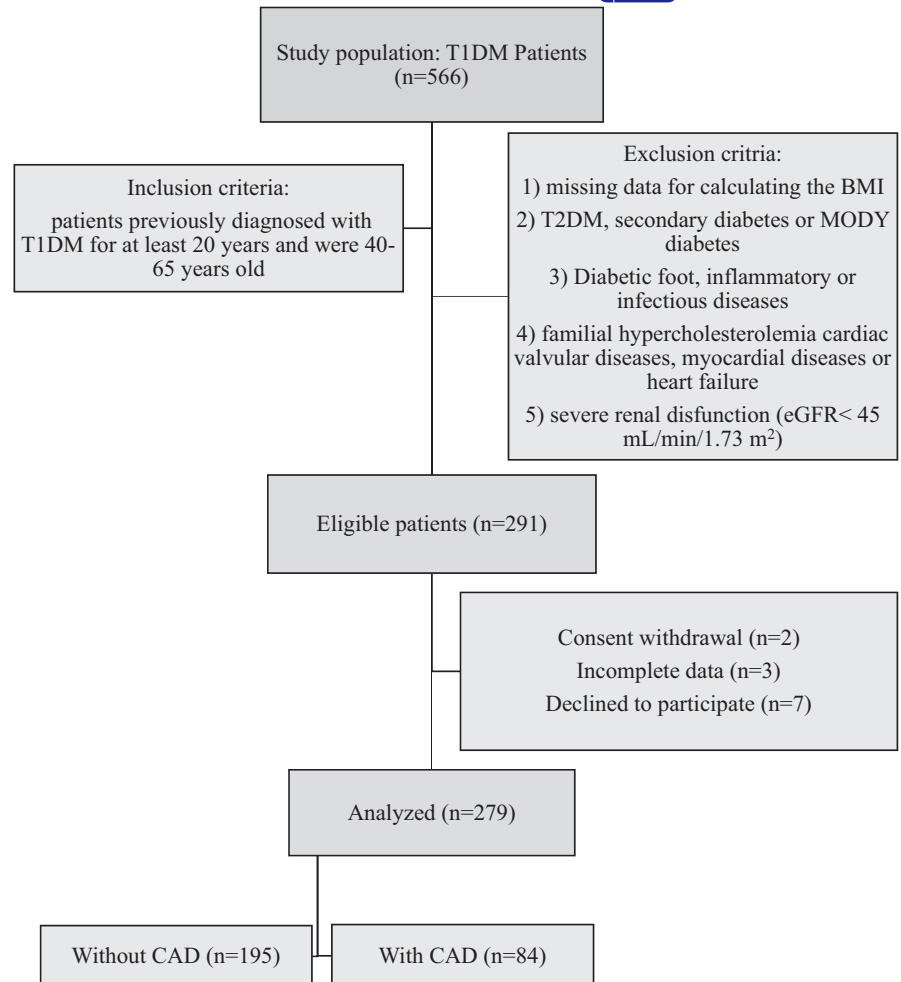 Study population: T1DM Patients
(n=566)
Inclusion criteria:
patients previously diagnosed with
T1DM for at least 20 years and were 40-
65 years old
Exclusion critria:
1) missing data for calculating the BMI
2) T2DM, secondary diabetes or MODY
diabetes
3) Diabetic foot, inflammatory or
infectious diseases
4) familial hypercholesterolemia cardiac
valvular diseases, myocardial diseases or
heart failure
5) severe renal disfunction (eGFR< 45
mL/min/1.73 m²)
Eligible patients (n=291)
Consent withdrawal (n=2)
Incomplete data (n=3)
Declined to participate (n=7)
Analyzed (n=279)
Without CAD (n=195)
With CAD (n=84)